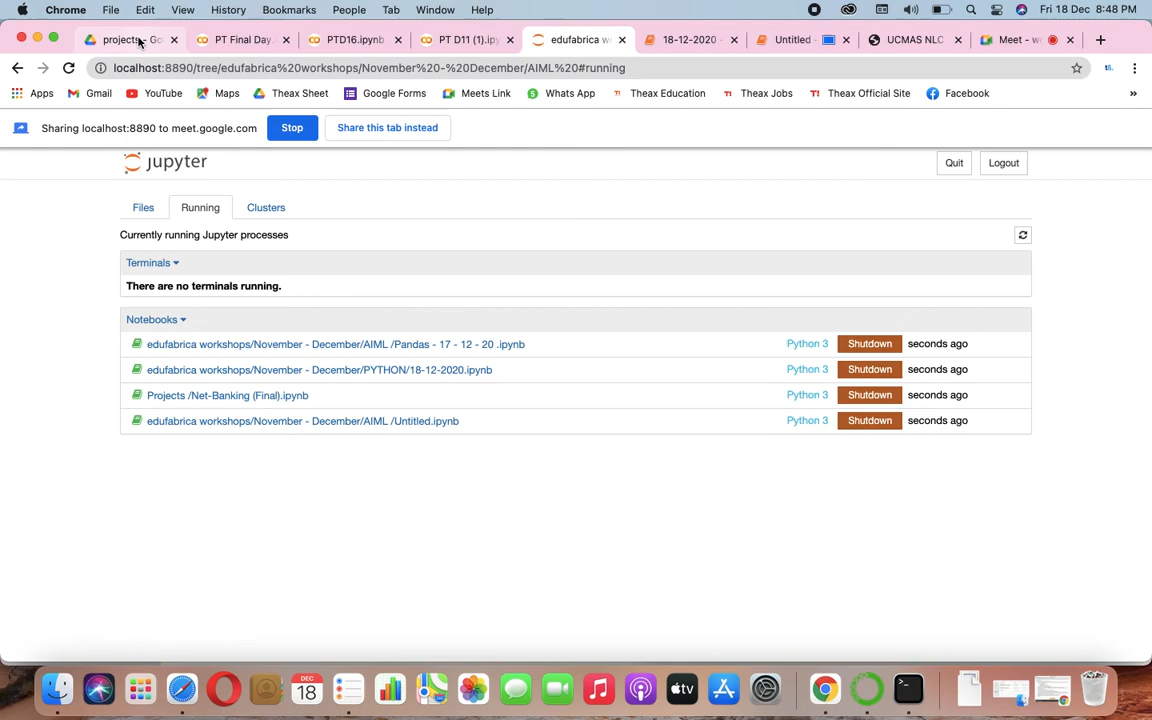 Chrome File Edit View History Bookmarks People Tab Window Help Fri 18 Dec 8:48 PM
projects - Go PT Final Day. PTD16.ipynb PT D11 (1).ip edufabrica w 18-12-2020 - Untitled UCMAS NLC Meet - w
localhost:8890/tree/edufabrica%20workshops/November%20-%20December/AIML%20#running
Apps Gmail YouTube Maps Theax Sheet Google Forms Meets Link Whats App Theax Education Theax Jobs Theax Official Site Facebook »
Sharing localhost:8890 to meet.google.com Stop Share this tab instead
jupyter Quit Logout
Files Running Clusters
Currently running Jupyter processes
Terminals
There are no terminals running.
Notebooks
edufabrica workshops/November - December/AIML /Pandas - 17 - 12 - 20 .ipynb Python 3 Shutdown seconds ago
edufabrica workshops/November - December/PYTHON/18-12-2020.ipynb Python 3 Shutdown seconds ago
Projects /Net-Banking (Final).ipynb Python 3 Shutdown seconds ago
edufabrica workshops/November - December/AIML /Untitled.ipynb Python 3 Shutdown seconds ago
DEC
18
tv